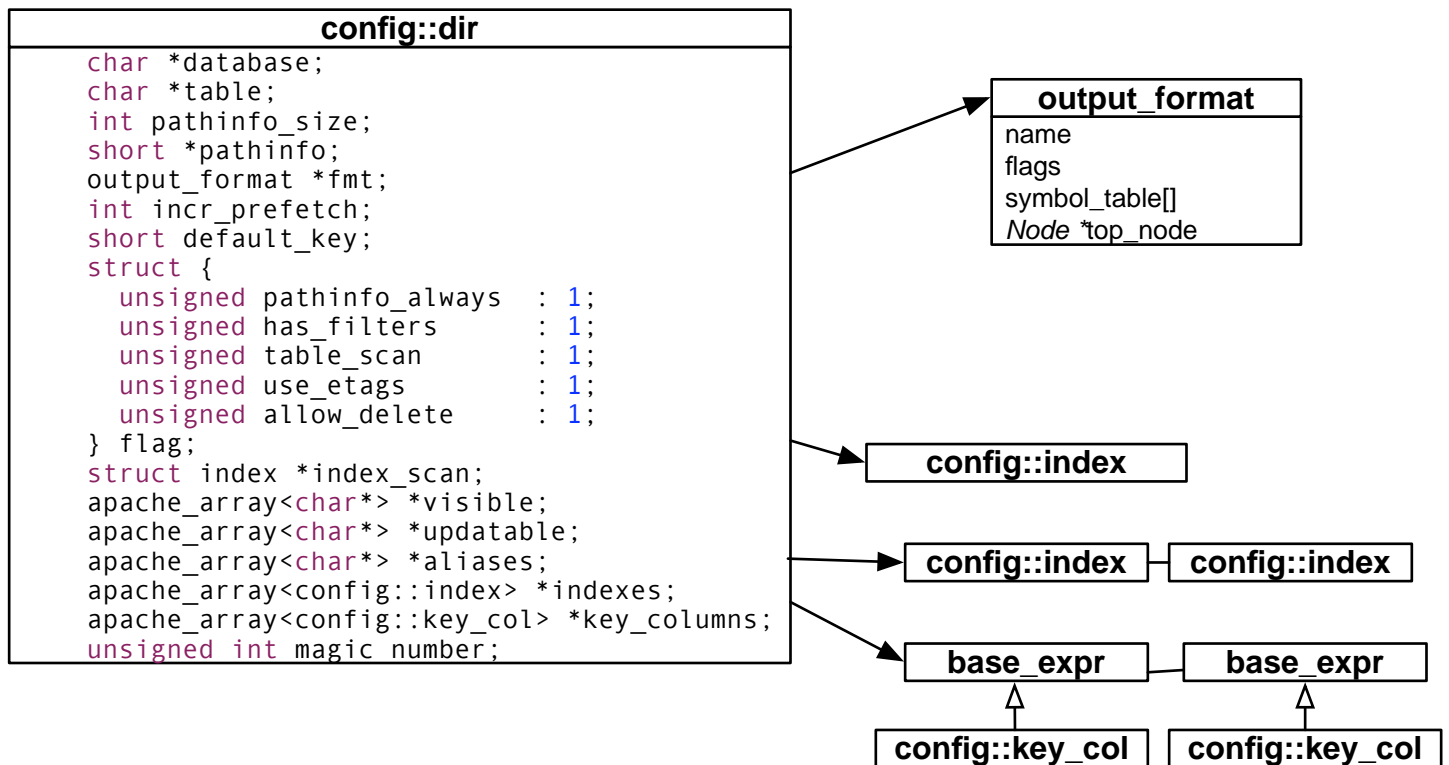 config::dir
char *database;
char *table;
int pathinfo_size;
short *pathinfo;
output_format *fmt;
int incr_prefetch;
short default_key;
struct {
unsigned pathinfo_always : 1;
unsigned has_filters : 1;
unsigned table_scan : 1;
unsigned use_etags : 1;
unsigned allow_delete : 1;
} flag;
struct index *index_scan;
apache_array<char*> *visible;
apache_array<char*> *updatable;
apache_array<char*> *aliases;
apache_array<config::index> *indexes;
apache_array<config::key_col> *key_columns;
unsigned int magic_number;
output_format
name
flags
symbol_table[]
Node *top_node
config::index
config::index config::index
base_expr base_expr
config::key_col config::key_col